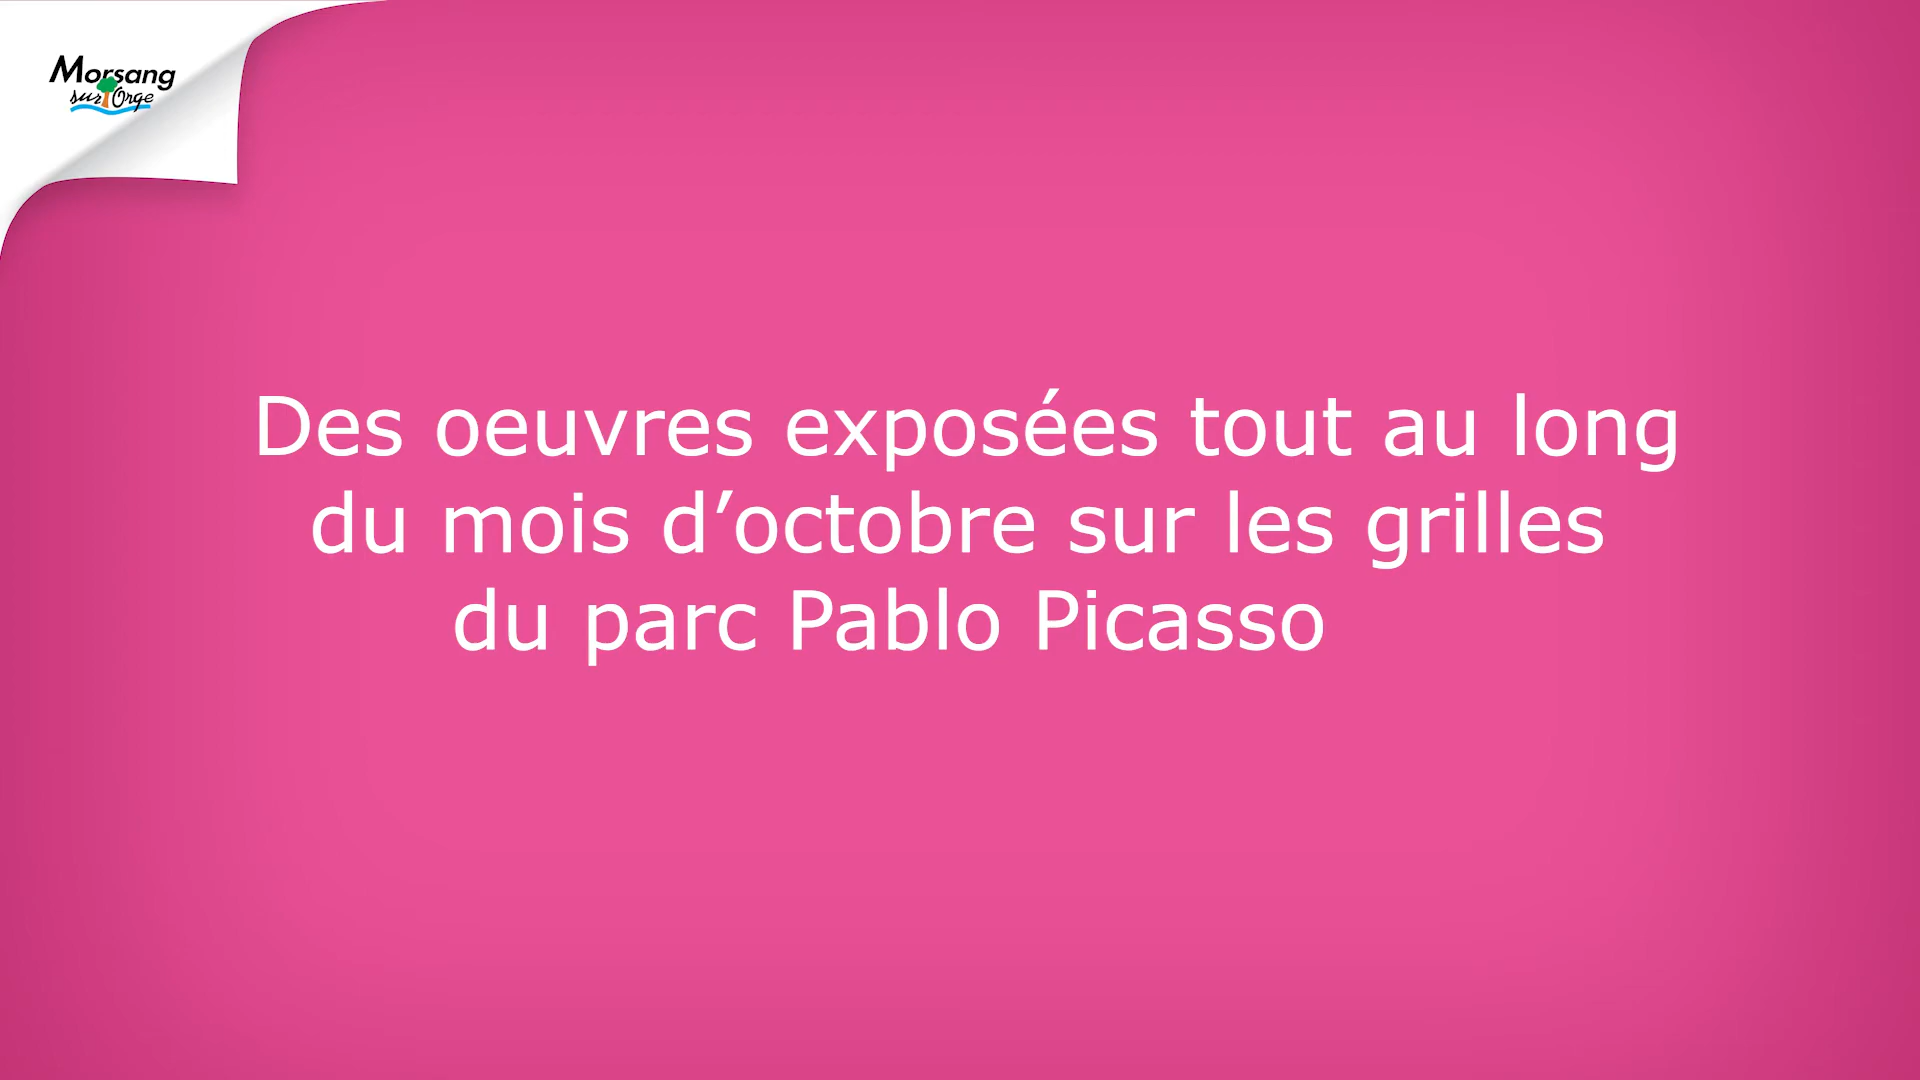 Morsang
sur Orge
Des oeuvres exposées tout au long
du mois d’octobre sur les grilles
du parc Pablo Picasso